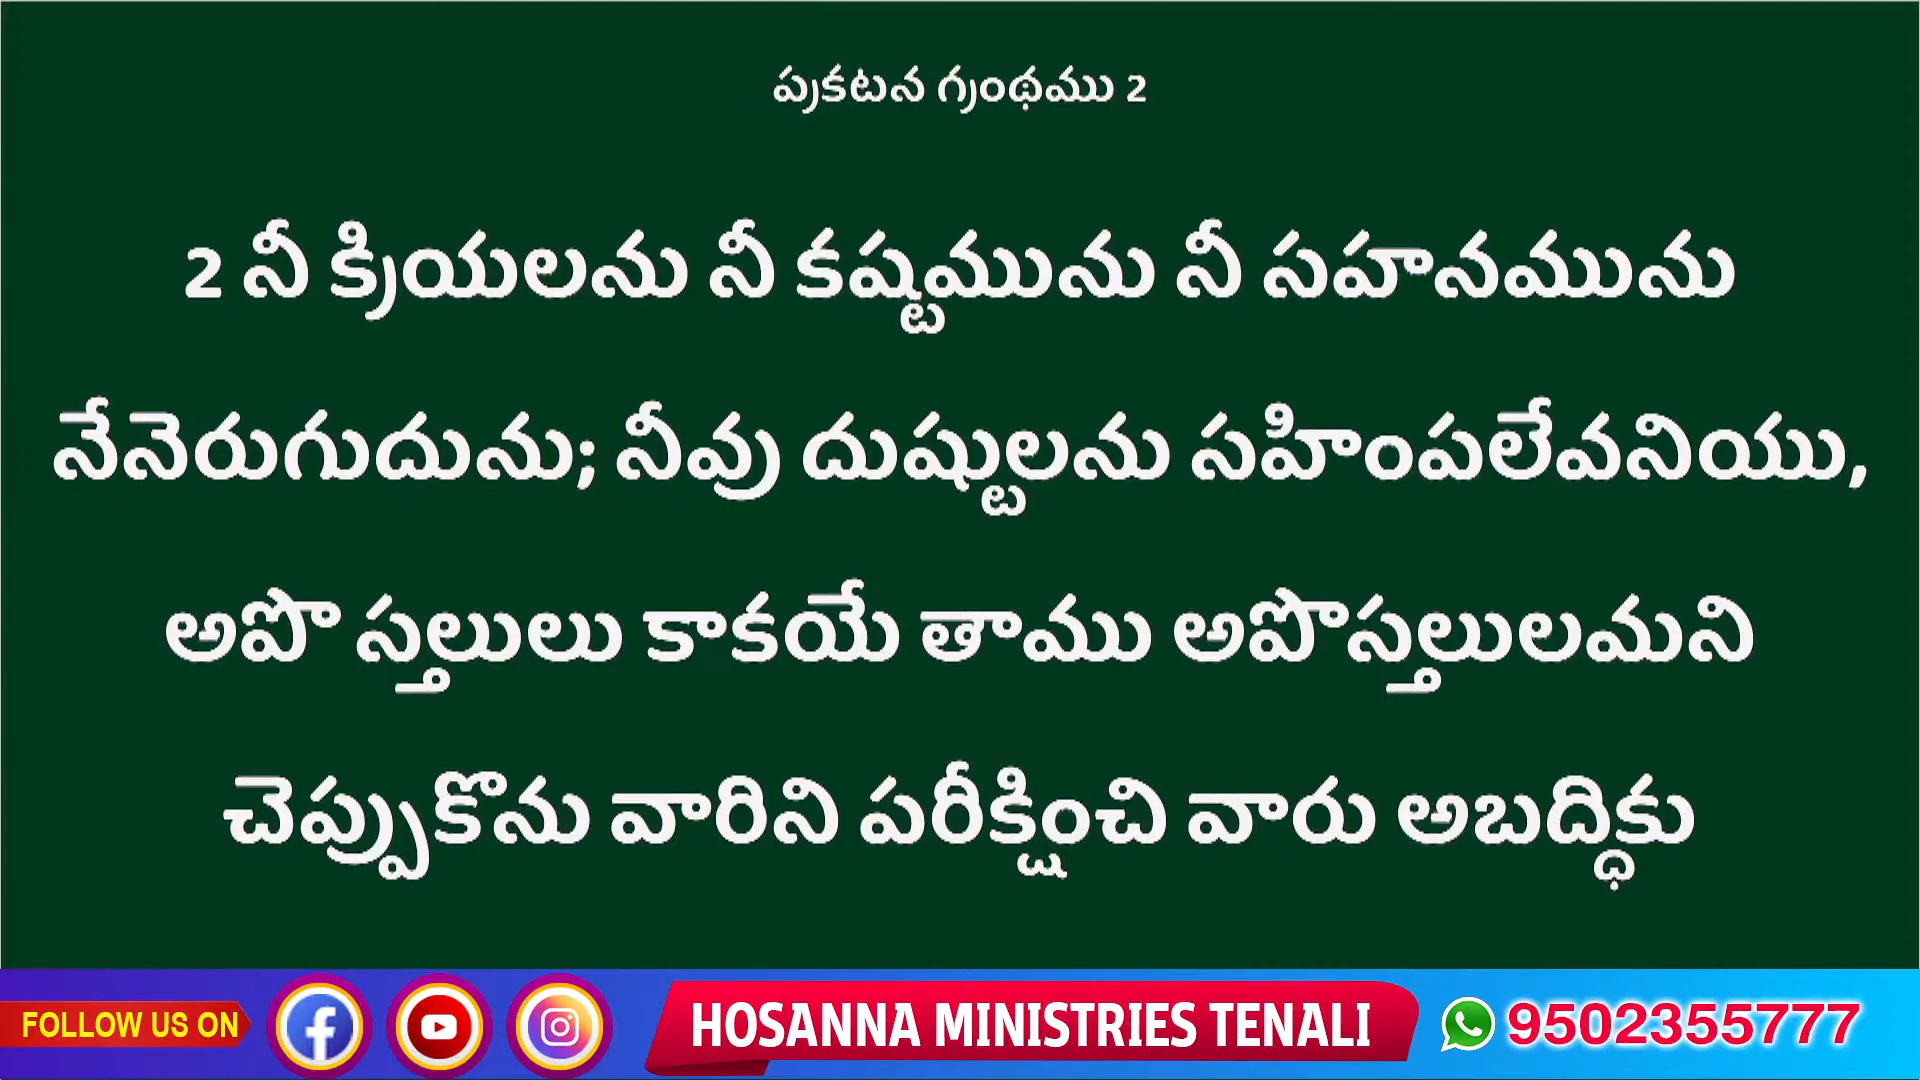 ప్రకటన గ్రంథము 2
2 నీ క్రియలను నీ కష్టమును నీ సహనమును
నేనెరుగుదును; నీవు దుష్టులను సహింపలేవనియు,
అపొ స్తలులు కాకయే తాము అపొస్తలులమని
చెప్పుకొను వారిని పరీక్షించి వారు అబద్ధికు
FOLLOW US ON
HOSANNA MINISTRIES TENALI
9502355777